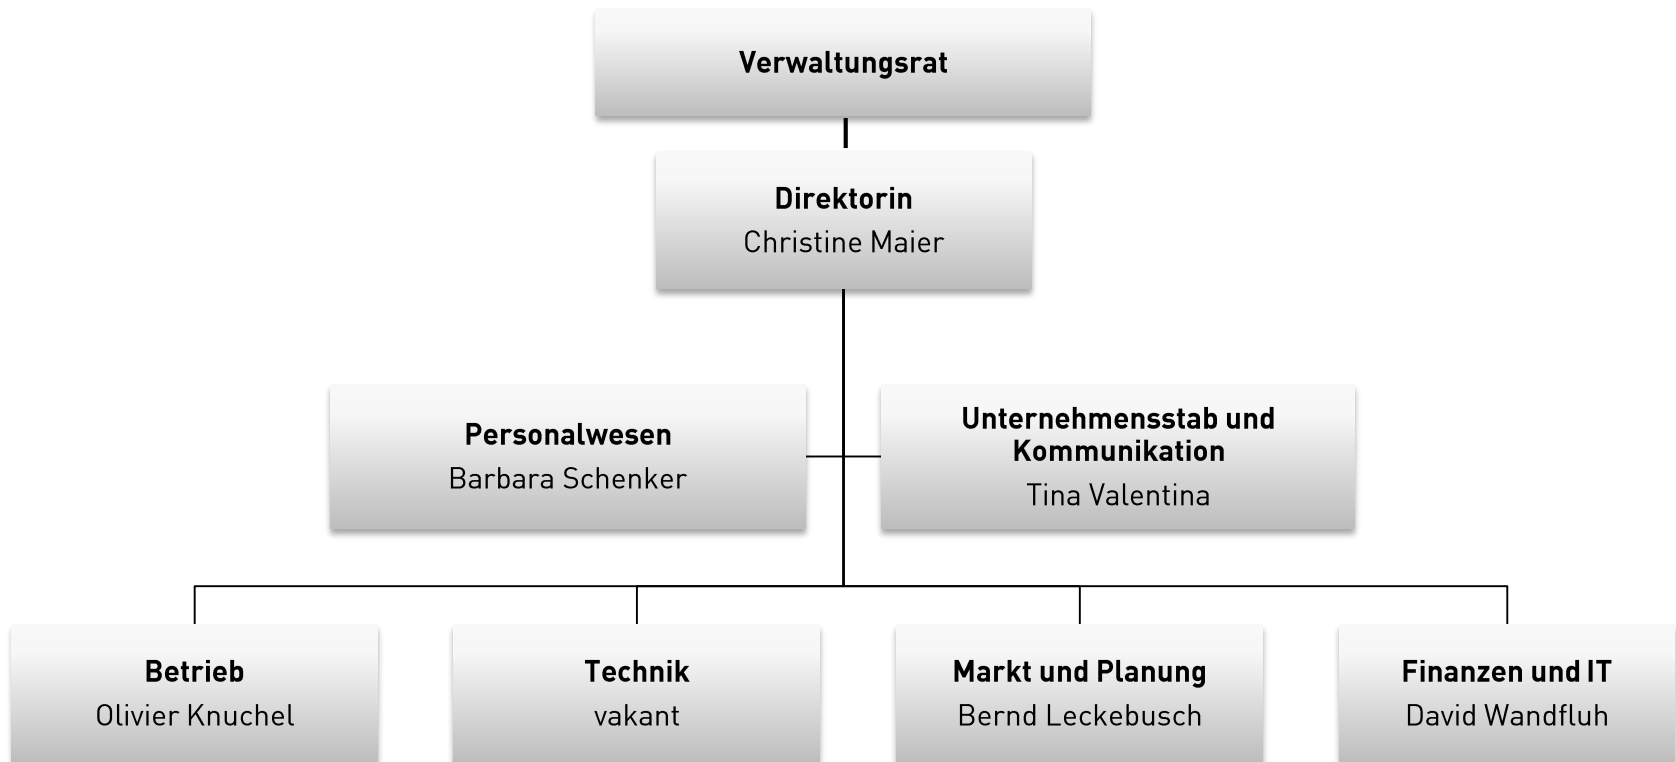 Verwaltungsrat
Direktorin
Christine Maier
Personalwesen
Barbara Schenker
Unternehmensstab und
Kommunikation
Tina Valentina
Betrieb
Olivier Knuchel
Technik
vakant
Markt und Planung
Bernd Leckebusch
Finanzen und IT
David Wandfluh